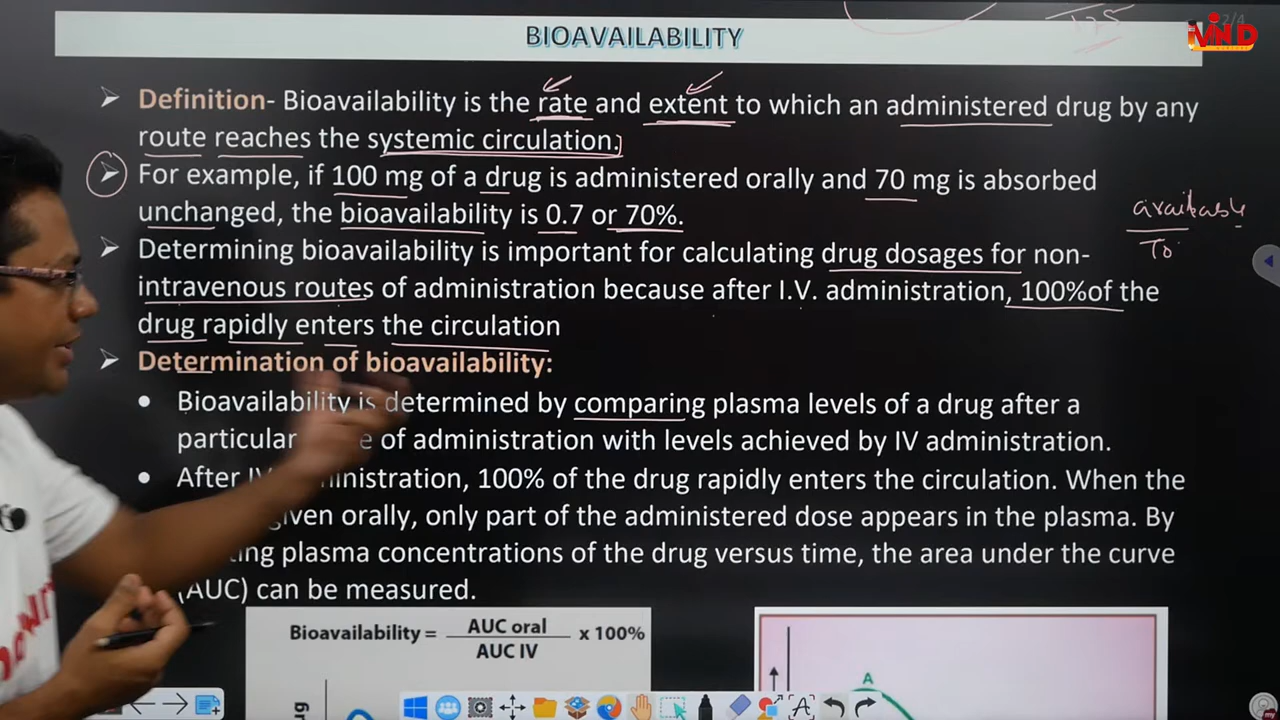 BIOAVAILABILITY
2/4
Definition- Bioavailability is the rate and extent to which an administered drug by any
route reaches the systemic circulation.
For example, if 100 mg of a drug is administered orally and 70 mg is absorbed
unchanged, the bioavailability is 0.7 or 70%.
Determining bioavailability is important for calculating drug dosages for non-
intravenous routes of administration because after I.V. administration, 100%of the
drug rapidly enters the circulation
available
To
Determination of bioavailability:
Bioavailability is determined by comparing plasma levels of a drug after a
particular of administration with levels achieved by IV administration.
After administration, 100% of the drug rapidly enters the circulation. When the
given orally, only part of the administered dose appears in the plasma. By
plasma concentrations of the drug versus time, the area under the curve
(AUC) can be measured.
Bioavailability = AUC oral x 100%
AUC IV
A